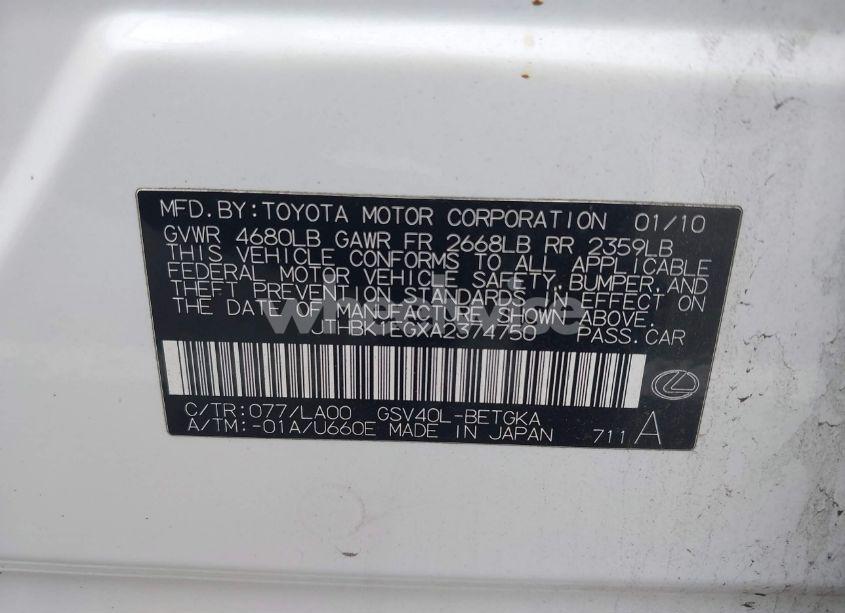 MFD.BY:TOYOTA MOTOR CORPORATION 01/10
GVWR 4680LB GAWR FR 2668LB RR 2359LB
THIS VEHICLE CONFORMS TO ALL APPLICABLE
FEDERAL MOTOR VEHICLE SAFETY,BUMPER,AND
THEFT PREVENTION STANDARDS IN EFFECT ON
THE DATE OF MANUFACTURE SHOWN ABOVE.
JTHBK1EGXA2374750 PASS.CAR
C/TR:077/LA00 GSV40L-BETGKA
A/TM:-01A/U660E MADE IN JAPAN 711 A